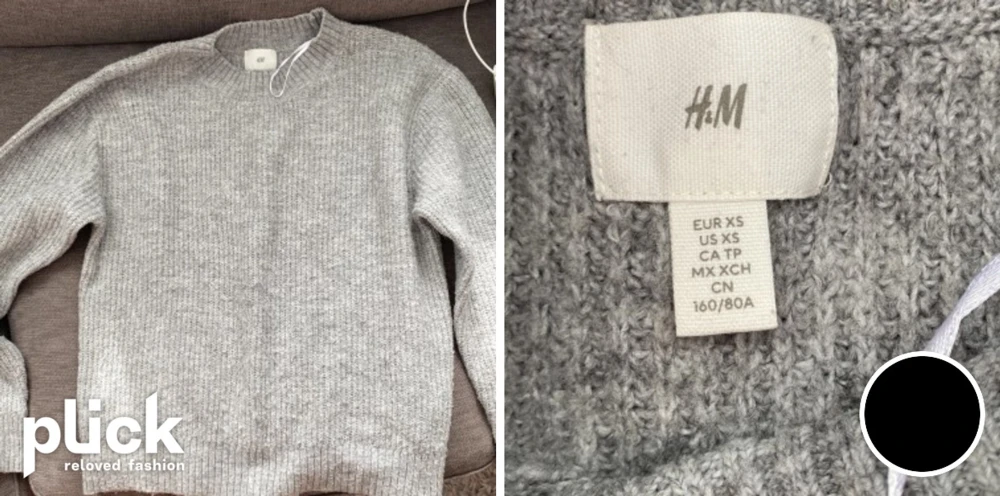 plick
reloved fashion
H&M
EUR XS
US XS
CA TP
MX XCH
CN
160/80A